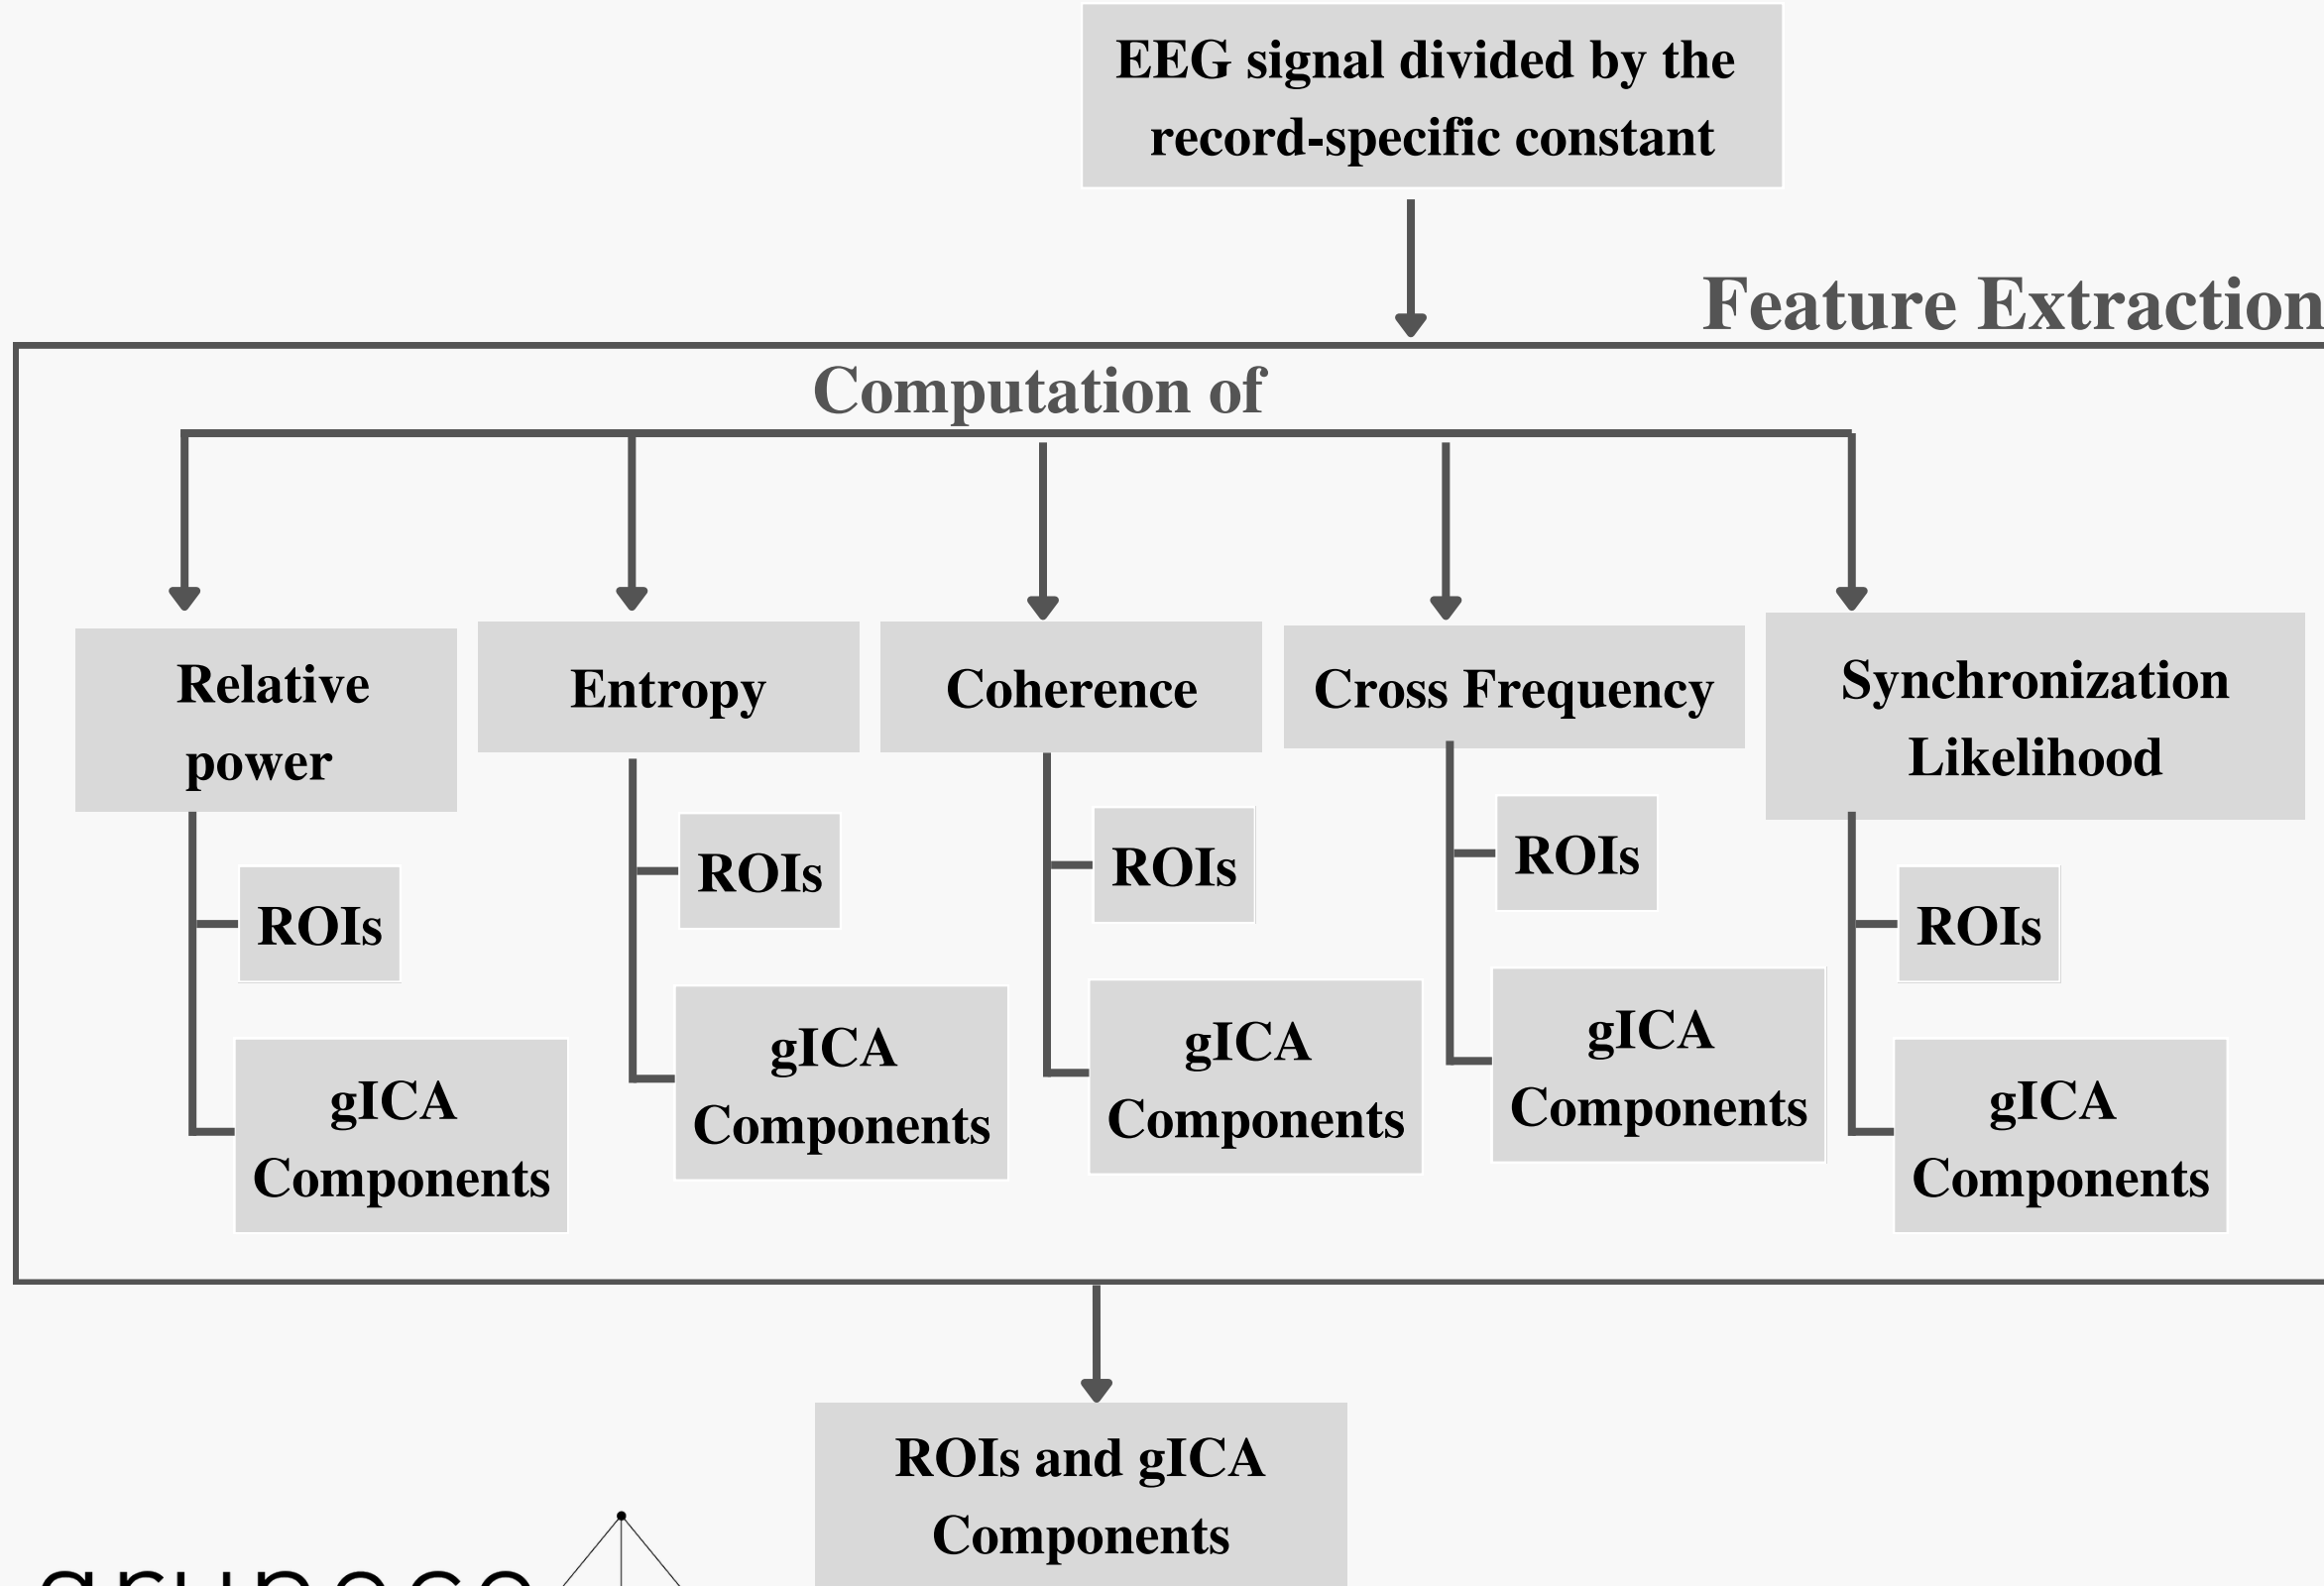 EEG signal divided by the
record-specific constant
Feature Extraction
Computation of
Relative
power
Entropy
Coherence
Cross Frequency
Synchronization
Likelihood
ROIs
ROIs
ROIs
ROIs
ROIs
gICA
Components
gICA
Components
gICA
Components
gICA
Components
gICA
Components
ROIs and gICA
Components